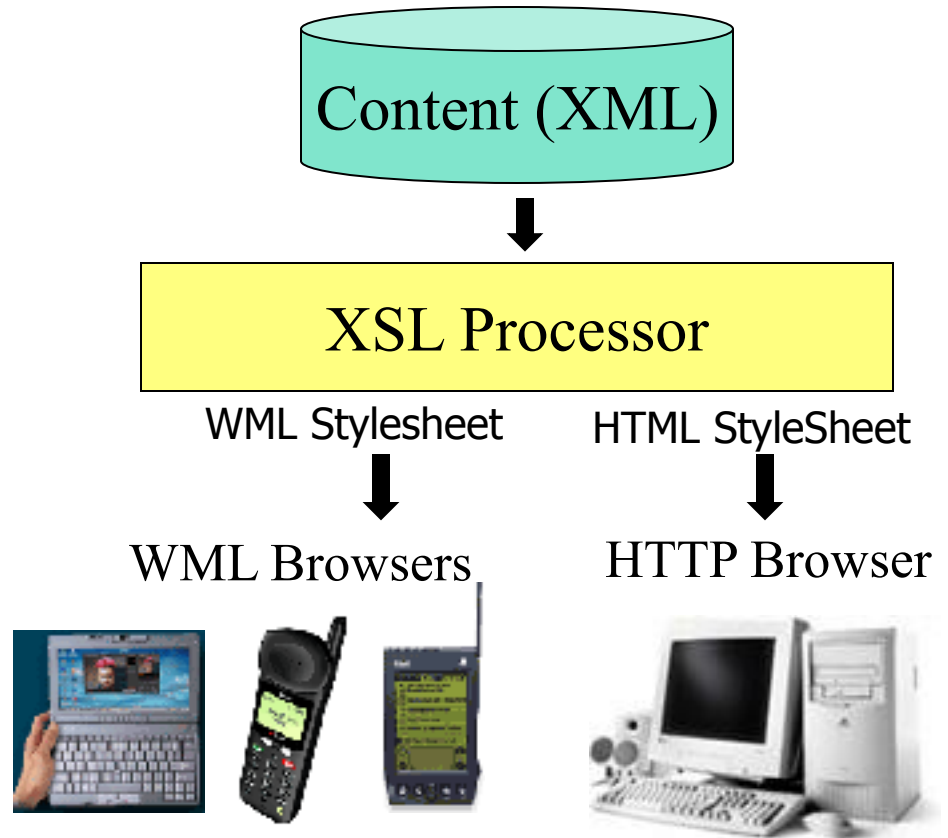 Content (XML)
XSL Processor
WML Stylesheet
HTML StyleSheet
WML Browsers
HTTP Browser